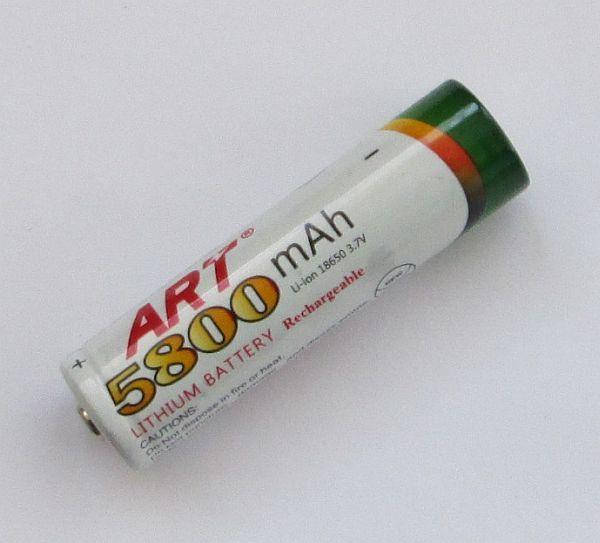 ART®
5800 mAh
Li-ion 18650 3.7V
LITHIUM BATTERY Rechargeable
CAUTIONS:
Do Not dispose in fire or heat,
+
-